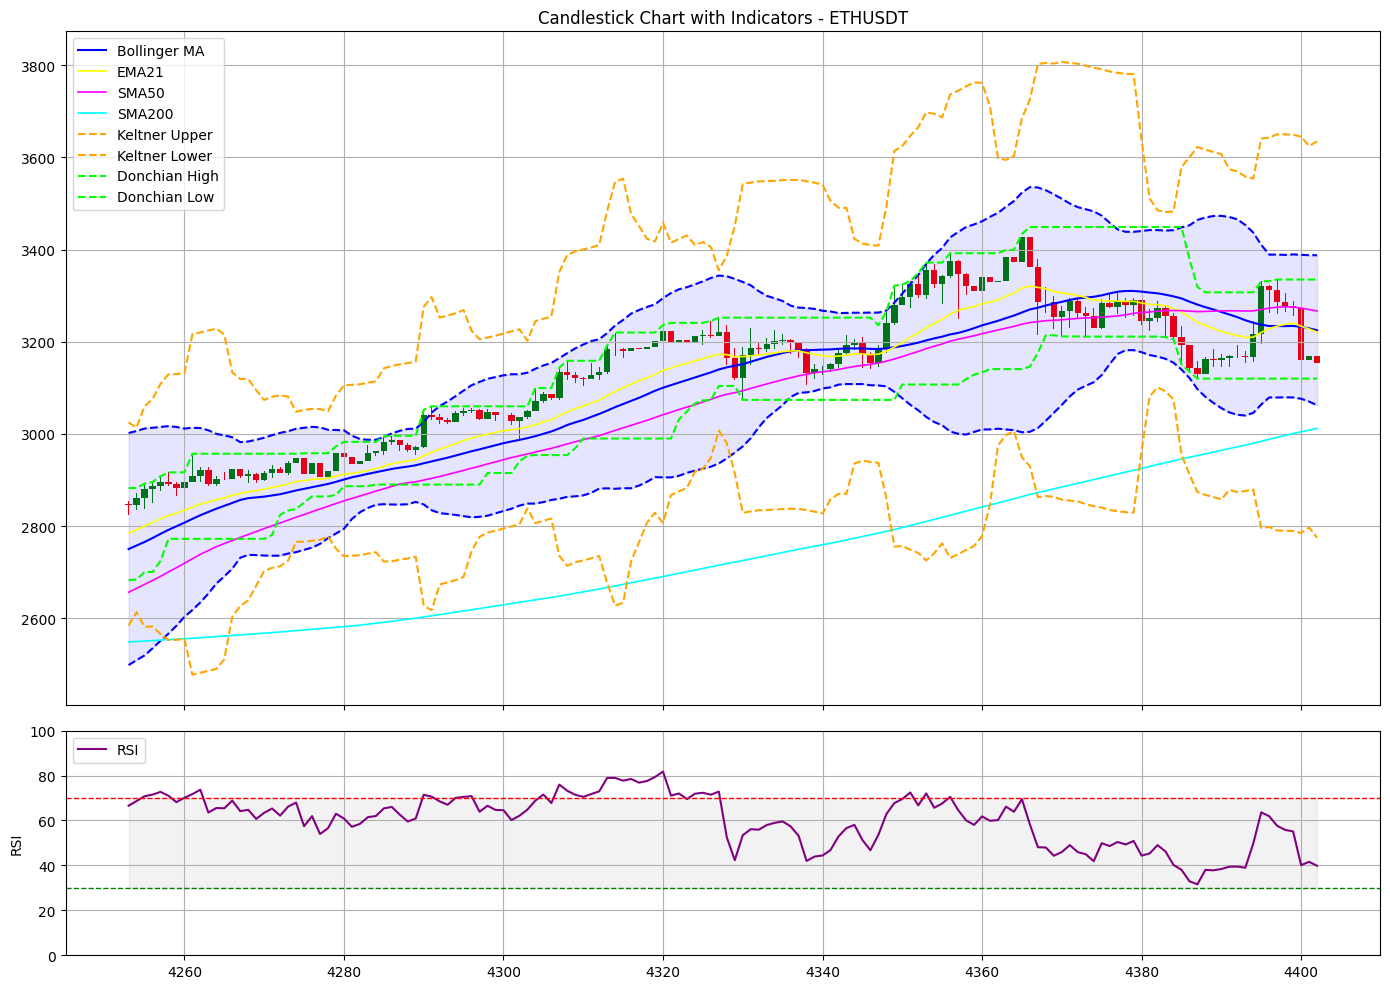 Candlestick Chart with Indicators - ETHUSDT
Bollinger MA
EMA21
SMA50
SMA200
Keltner Upper
Keltner Lower
Donchian High
Donchian Low
3800
3600
3400
3200
3000
2800
2600
RSI
100
80
60
40
20
0
RSI
4260 4280 4300 4320 4340 4360 4380 4400